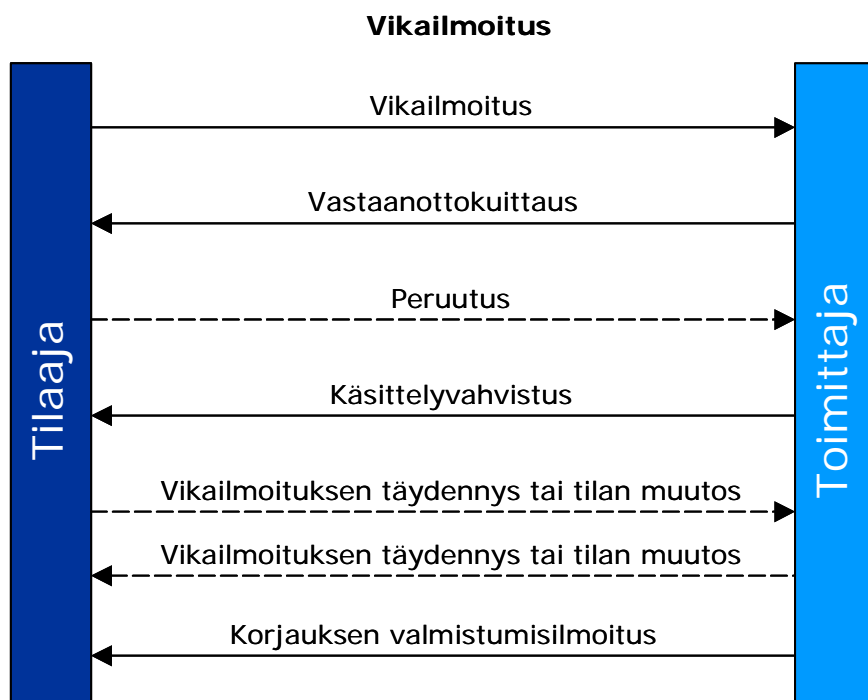 Vikailmoitus
Vikailmoitus
Vastaanottokuittaus
Peruutus
Käsittelyvahvistus
Vikailmoituksen täydennys tai tilan muutos
Vikailmoituksen täydennys tai tilan muutos
Korjauksen valmistumisilmoitus
Tilaaja
Toimittaja